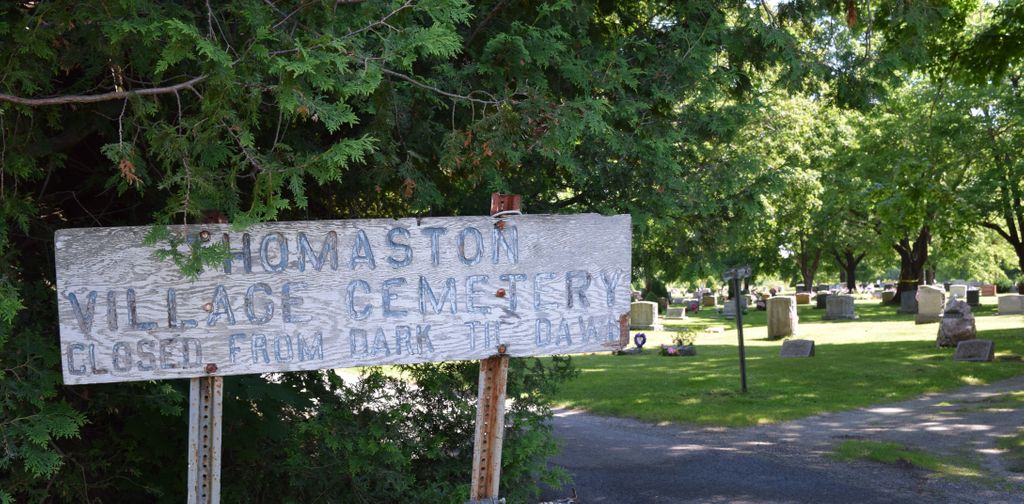 THOMASTON
VILLAGE CEMETERY
CLOSED FROM DARK TIL DAWN